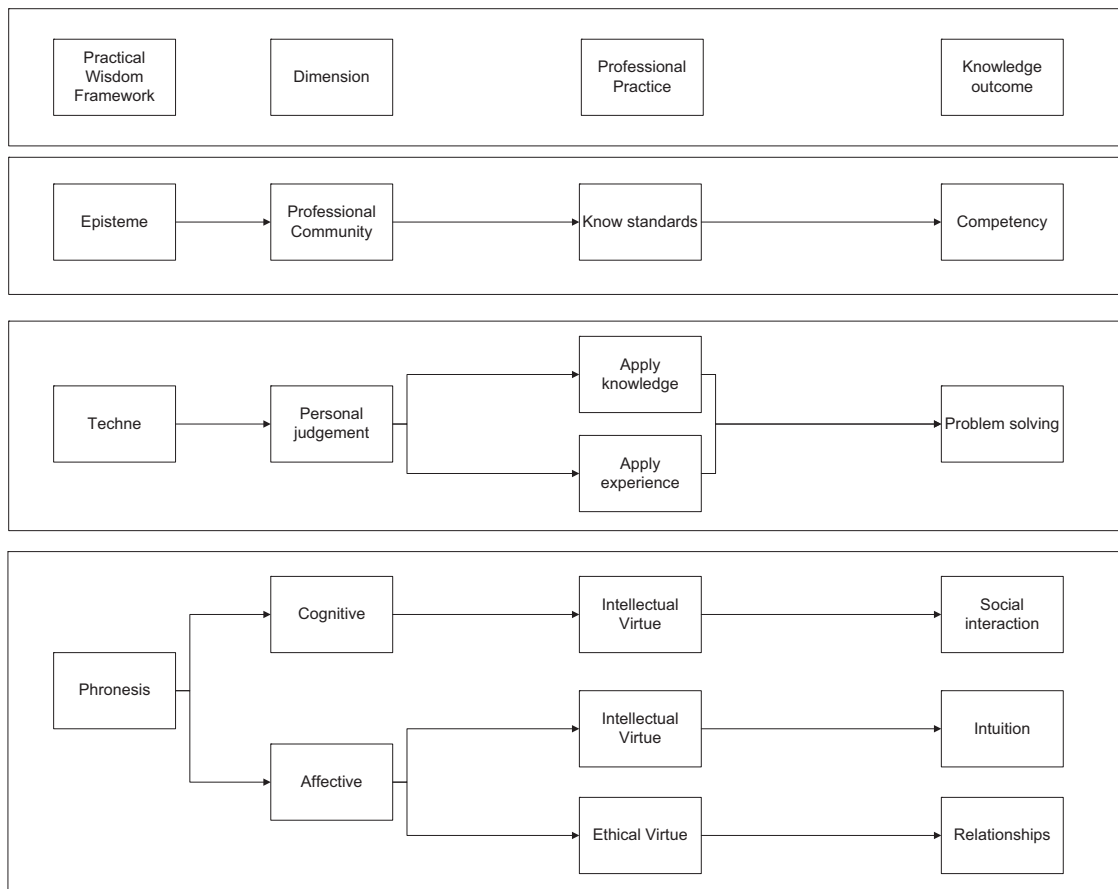 Practical
Wisdom
Framework
Dimension
Professional
Practice
Knowledge
outcome
Episteme
Professional
Community
Know standards
Competency
Techne
Personal
judgement
Apply
knowledge
Apply
experience
Problem solving
Phronesis
Cognitive
Intellectual
Virtue
Social
interaction
Affective
Intellectual
Virtue
Intuition
Ethical Virtue
Relationships